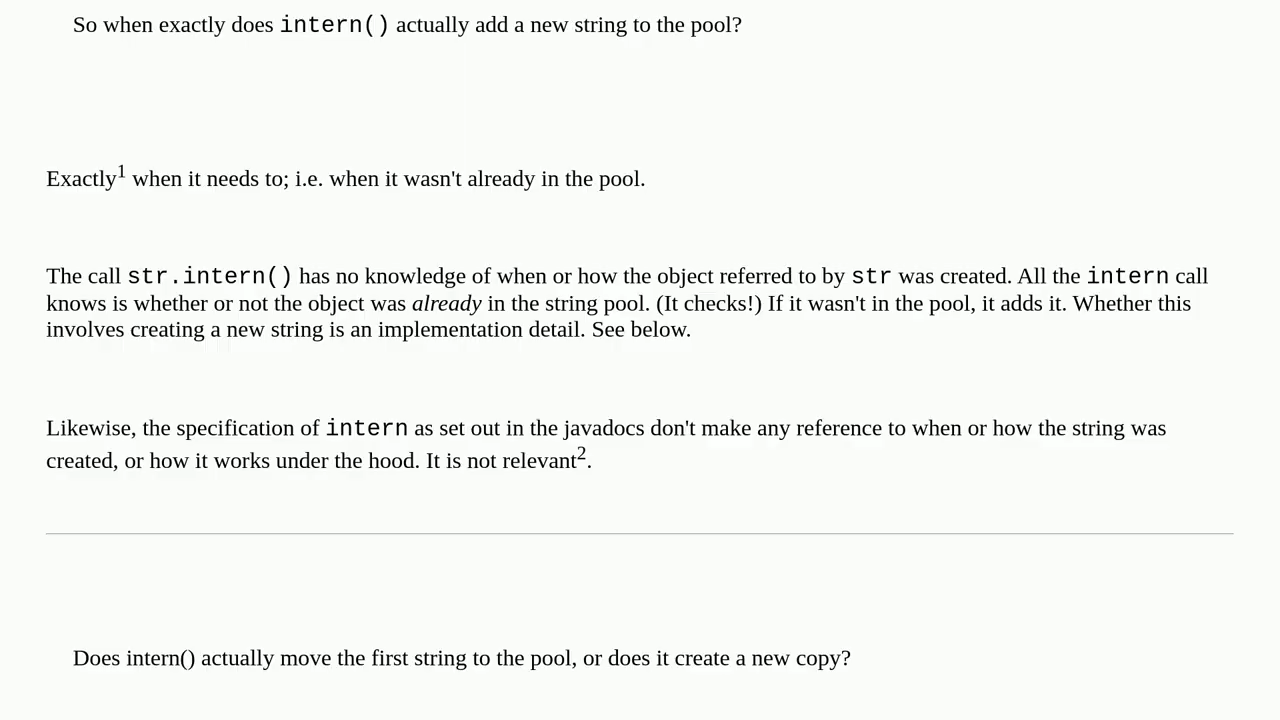 So when exactly does intern() actually add a new string to the pool?
Exactly1 when it needs to; i.e. when it wasn't already in the pool.
The call str.intern() has no knowledge of when or how the object referred to by str was created. All the intern call
knows is whether or not the object was already in the string pool. (It checks!) If it wasn't in the pool, it adds it. Whether this
involves creating a new string is an implementation detail. See below.
Likewise, the specification of intern as set out in the javadocs don't make any reference to when or how the string was
created, or how it works under the hood. It is not relevant2.
Does intern() actually move the first string to the pool, or does it create a new copy?